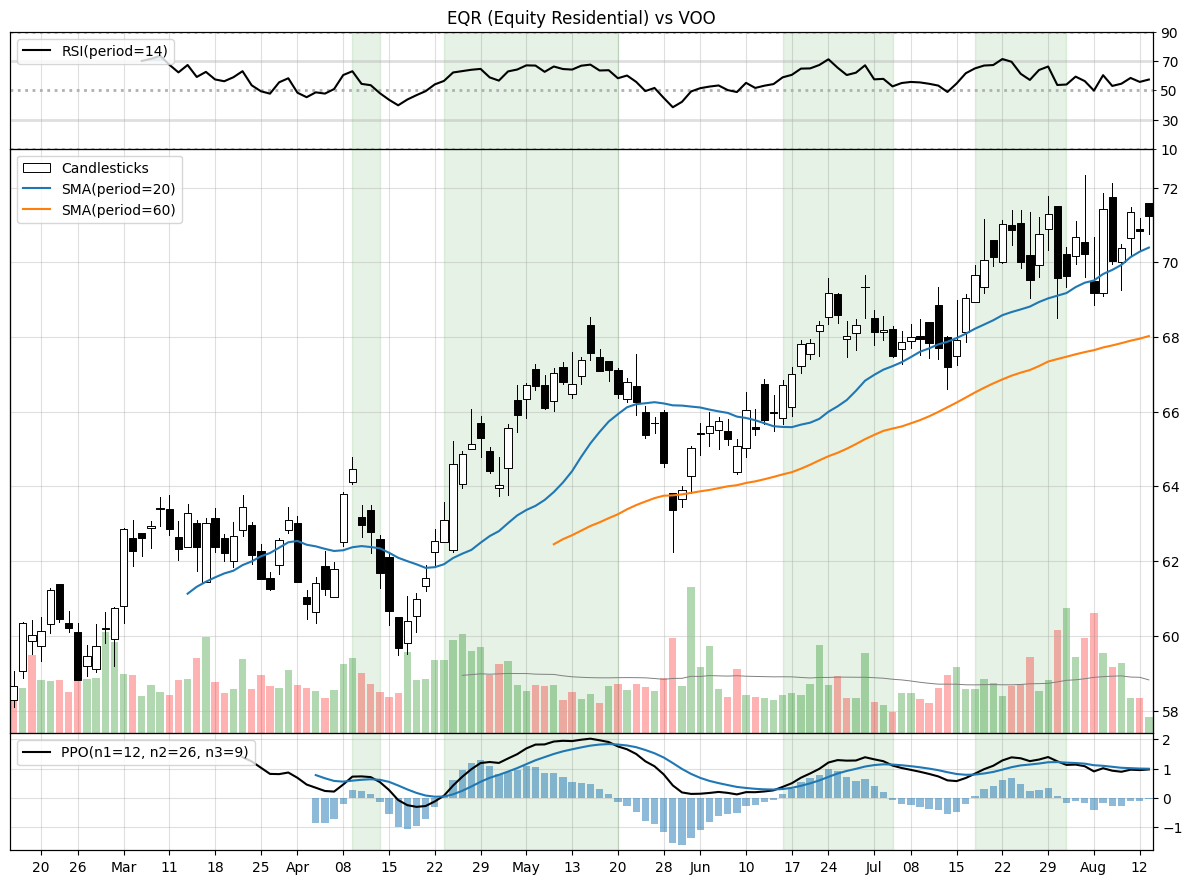 EQR (Equity Residential) vs VOO
RSI(period=14)
90
70
50
30
10
Candlesticks
SMA(period=20)
SMA(period=60)
72
70
68
66
64
62
60
58
PPO(n1=12, n2=26, n3=9)
2
1
0
−1
20 26 Mar 11 18 25 Apr 08 15 22 29 May 13 20 28 Jun 10 17 24 Jul 08 15 22 29 Aug 12